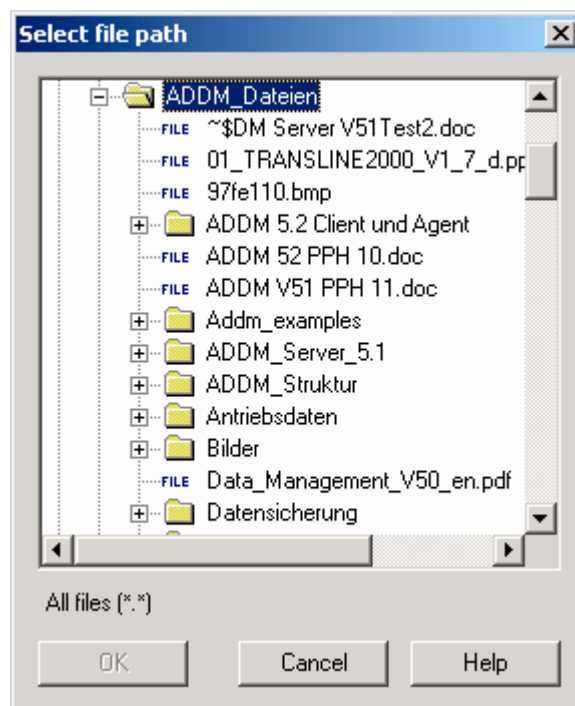 Select file path
ADDM_Dateien
FILE ~$DM Server V51Test2.doc
FILE 01_TRANSLINE2000_V1_7_d.pp
FILE 97fe110.bmp
ADDM 5.2 Client und Agent
FILE ADDM 52 PPH 10.doc
FILE ADDM V51 PPH 11.doc
Addm_examples
ADDM_Server_5.1
ADDM_Struktur
Antriebsdaten
Bilder
FILE Data_Management_V50_en.pdf
Datensicherung
All files (*.*)
OK Cancel Help